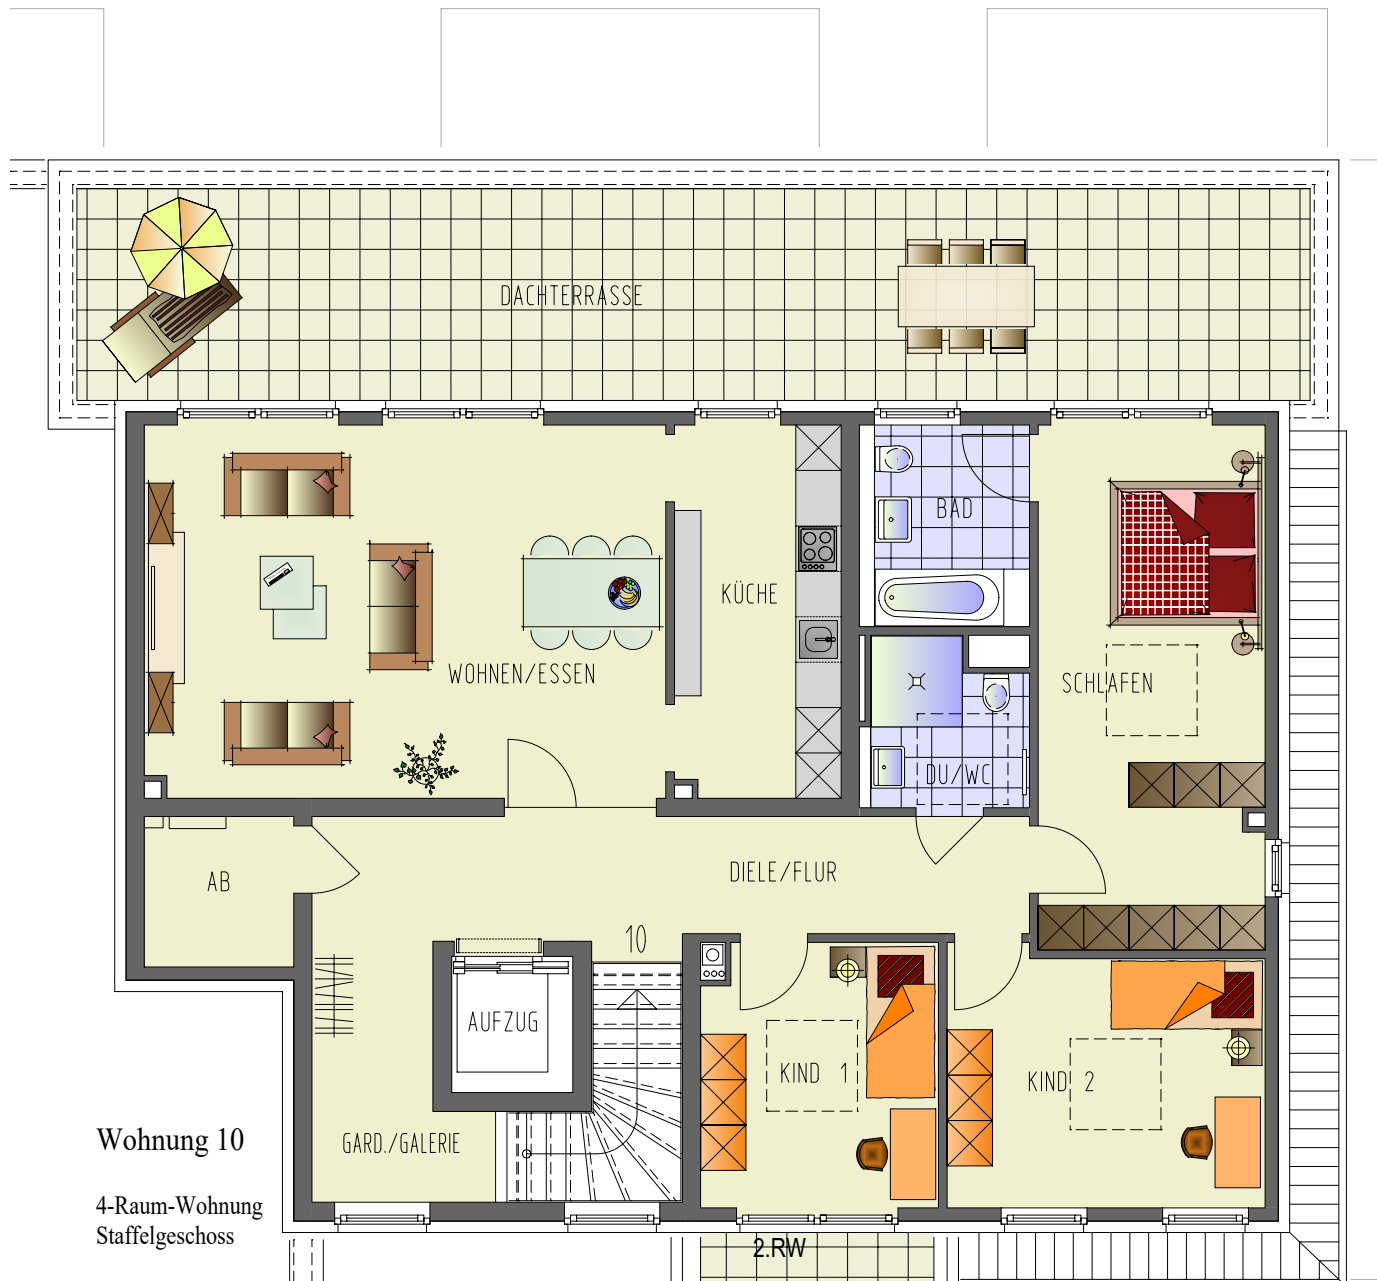 DACHTERRASSE
BAD
KÜCHE
WOHNEN/ESSEN
SCHLAFEN
DU/WC
DIELE/FLUR
AB
10
AUFZUG
KIND 1
KIND 2
GARD./GALERIE
Wohnung 10
4-Raum-Wohnung
Staffelgeschoss
2.RW